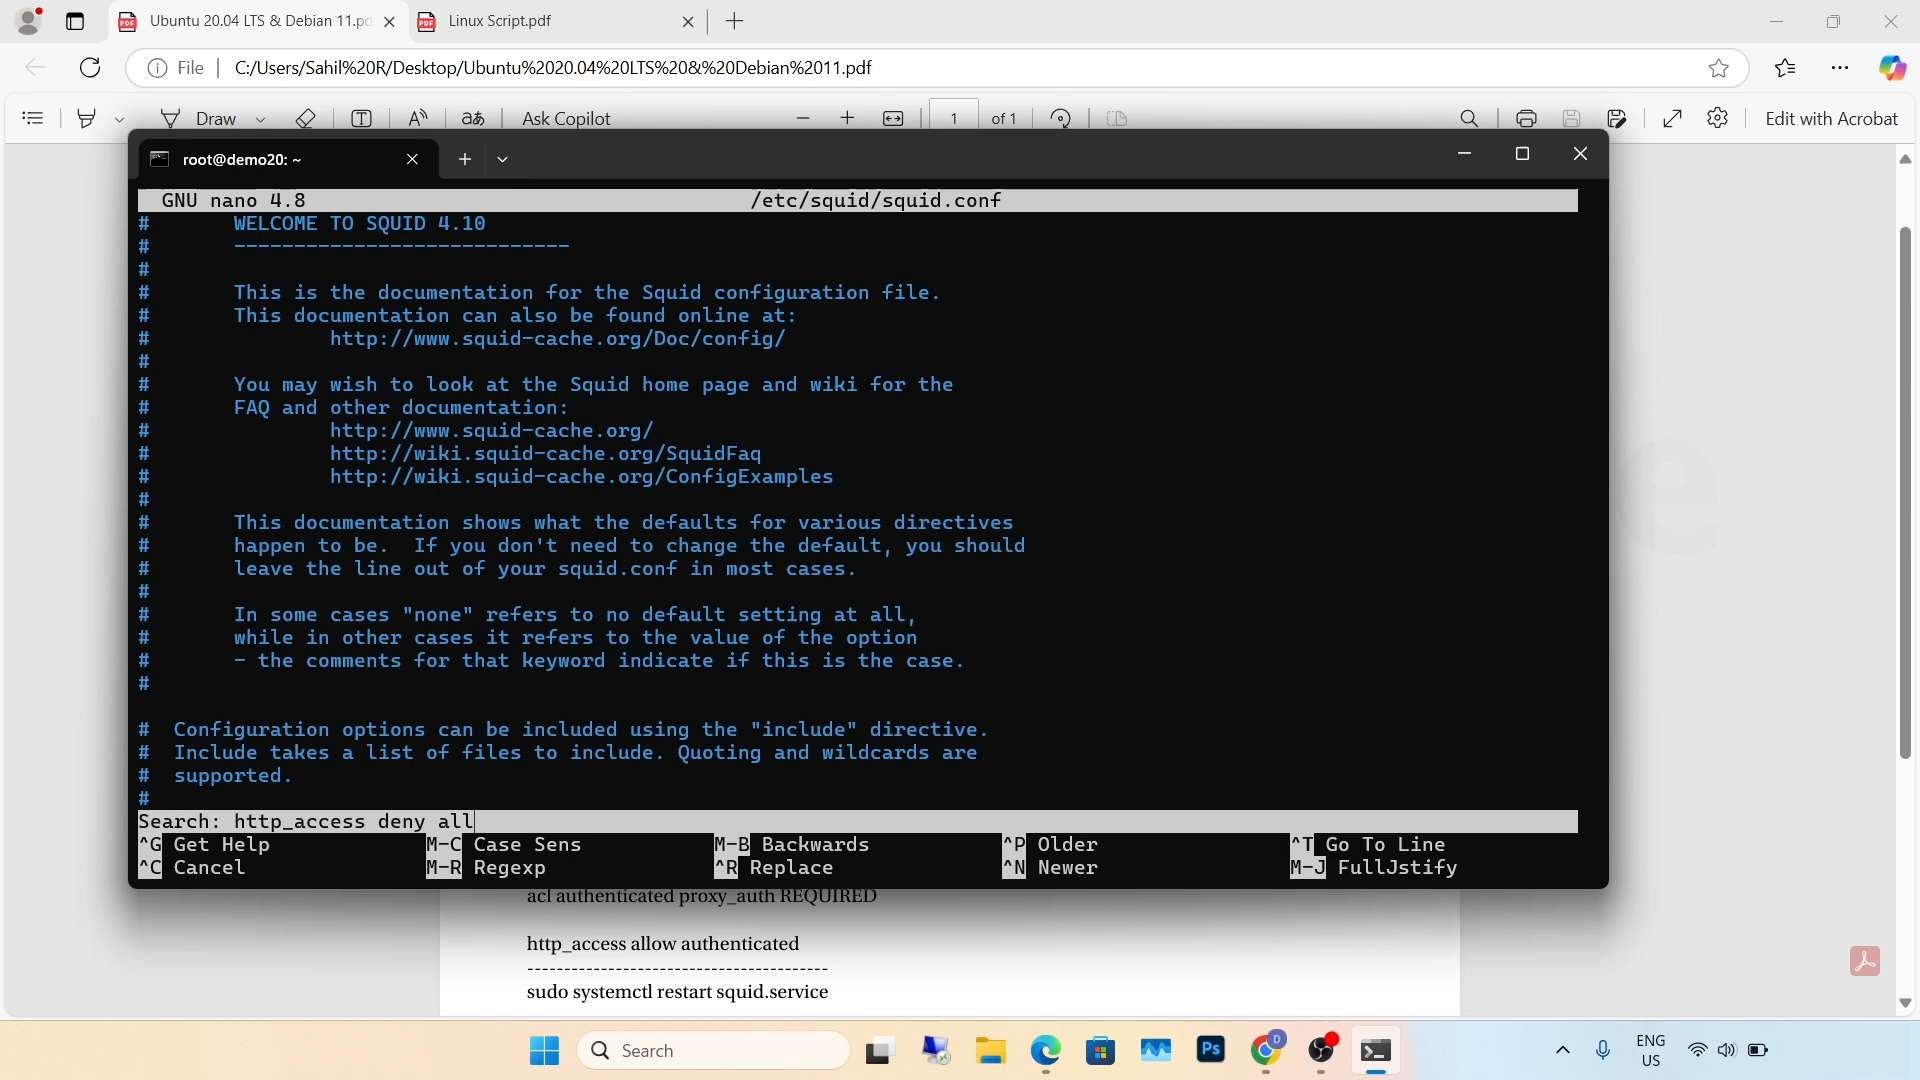 Ubuntu 20.04 LTS & Debian 11.pd
Linux Script.pdf
File
C:/Users/Sahil%20R/Desktop/Ubuntu%2020.04%20LTS%20&%20Debian%2011.pdf
Draw
Ask Copilot
1 of 1
Edit with Acrobat
root@demo20: ~
GNU nano 4.8 /etc/squid/squid.conf
# WELCOME TO SQUID 4.10
# ----------------------------
#
# This is the documentation for the Squid configuration file.
# This documentation can also be found online at:
# http://www.squid-cache.org/Doc/config/
#
# You may wish to look at the Squid home page and wiki for the
# FAQ and other documentation:
# http://www.squid-cache.org/
# http://wiki.squid-cache.org/SquidFaq
# http://wiki.squid-cache.org/ConfigExamples
#
# This documentation shows what the defaults for various directives
# happen to be. If you don't need to change the default, you should
# leave the line out of your squid.conf in most cases.
#
# In some cases "none" refers to no default setting at all,
# while in other cases it refers to the value of the option
# - the comments for that keyword indicate if this is the case.
#
# Configuration options can be included using the "include" directive.
# Include takes a list of files to include. Quoting and wildcards are
# supported.
#
Search: http_access deny all
^G Get Help M-C Case Sens M-B Backwards ^P Older ^T Go To Line
^C Cancel M-R Regexp ^R Replace ^N Newer M-J FullJstify
acl authenticated proxy_auth REQUIRED
http_access allow authenticated
-----------------------------------------
sudo systemctl restart squid.service
Search
Ps
D
ENG
US